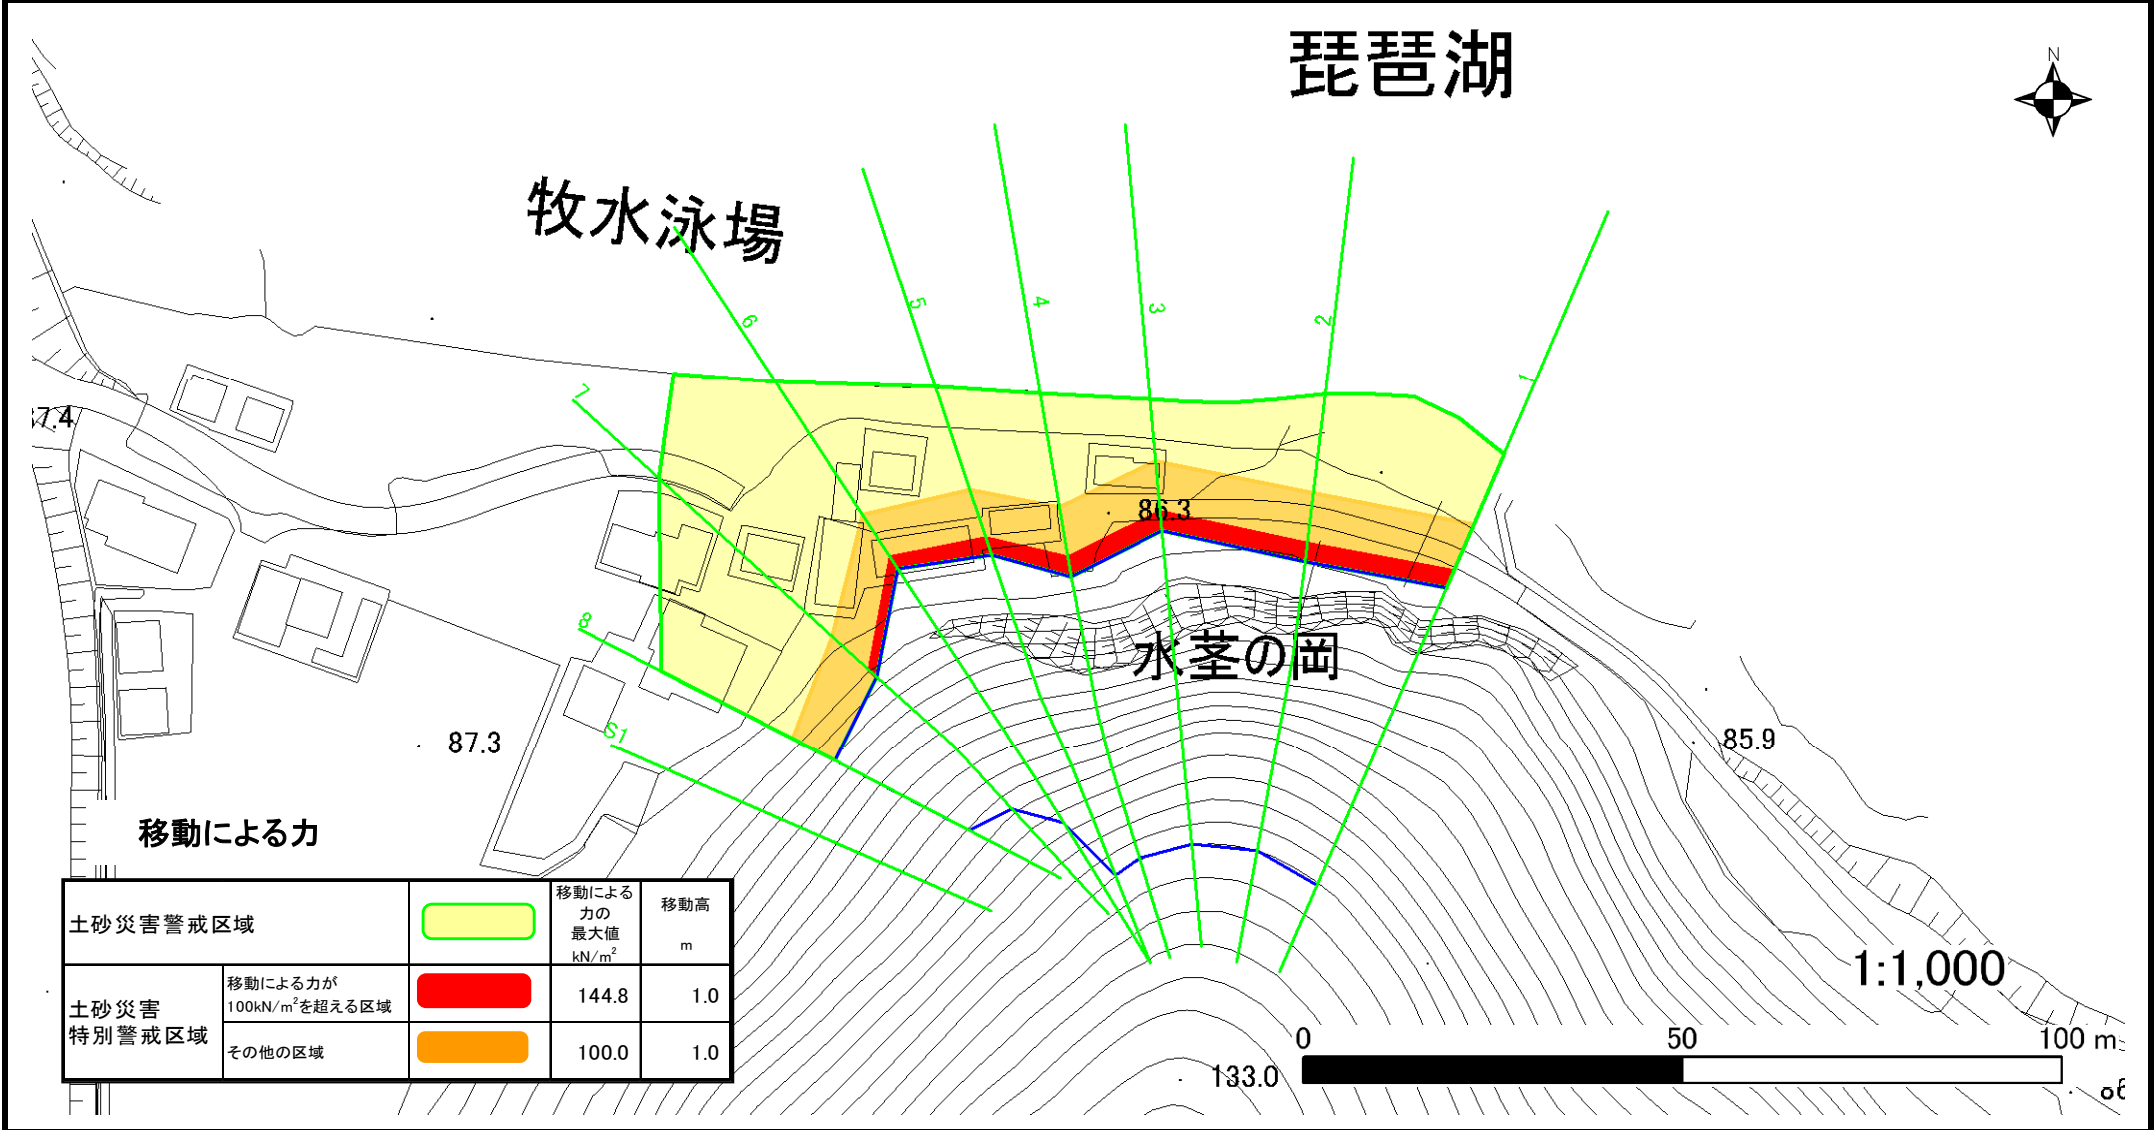 琵琶湖
N
牧水泳場
6
5
4
3
2
1
7
8
S1
37.4
86.3
水茎の岡
87.3
85.9
移動による力
土砂災害警戒区域
移動による
力の
最大値
kN/m²
移動高
m
土砂災害
特別警戒区域
移動による力が
100kN/m²を超える区域
144.8
1.0
その他の区域
100.0
1.0
1:1,000
0
50
100 m
133.0